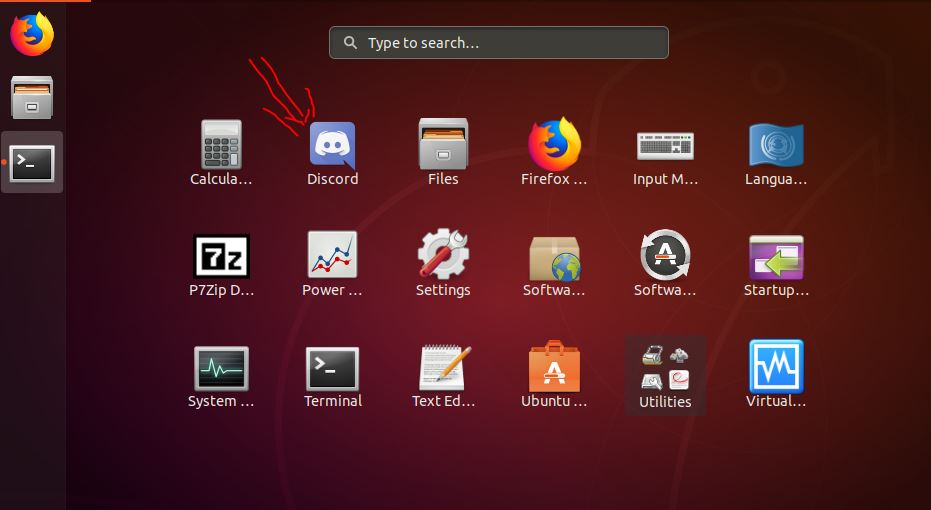 Type to search...
Calcula...
Discord
Files
Firefox ...
Input M...
Langua...
7z
P7Zip D...
Power ...
Settings
Softwa...
Softwa...
Startup...
>_
System ...
>_
Terminal
Text Ed...
Ubuntu ...
Utilities
Virtual...